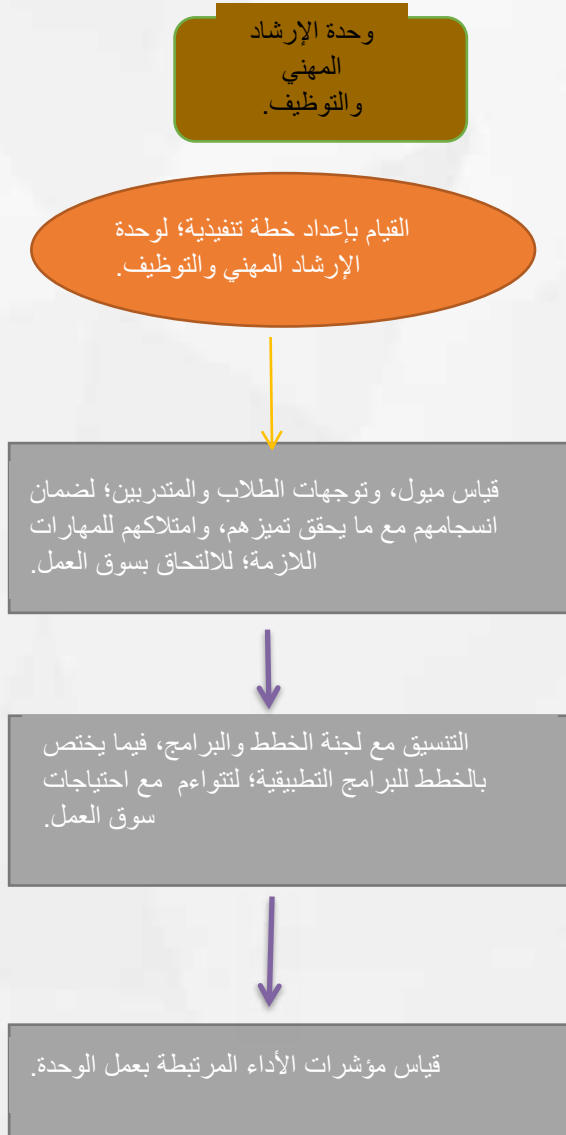 وحدة الإرشاد
المهني
والتوظيف.
القيام بإعداد خطة تنفيذية؛ لوحدة
الإرشاد المهني والتوظيف.
قياس ميول، وتوجهات الطلاب والمتدربين؛ لضمان
انسجامهم مع ما يحقق تميزهم، وامتلاكهم للمهارات
اللازمة؛ للالتحاق بسوق العمل.
التنسيق مع لجنة الخطط والبرامج، فيما يختص
بالخطط للبرامج التطبيقية؛ لتتواءم مع احتياجات
سوق العمل.
قياس مؤشرات الأداء المرتبطة بعمل الوحدة.